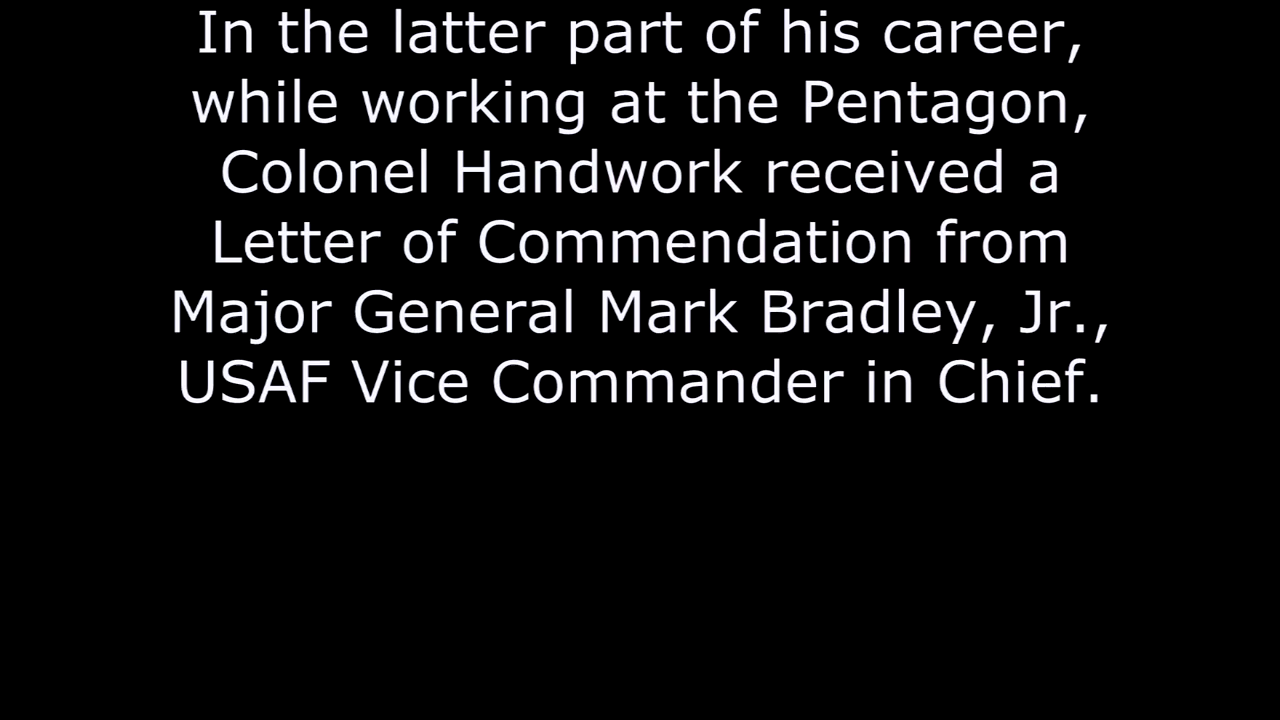 In the latter part of his career,
while working at the Pentagon,
Colonel Handwork received a
Letter of Commendation from
Major General Mark Bradley, Jr.,
USAF Vice Commander in Chief.